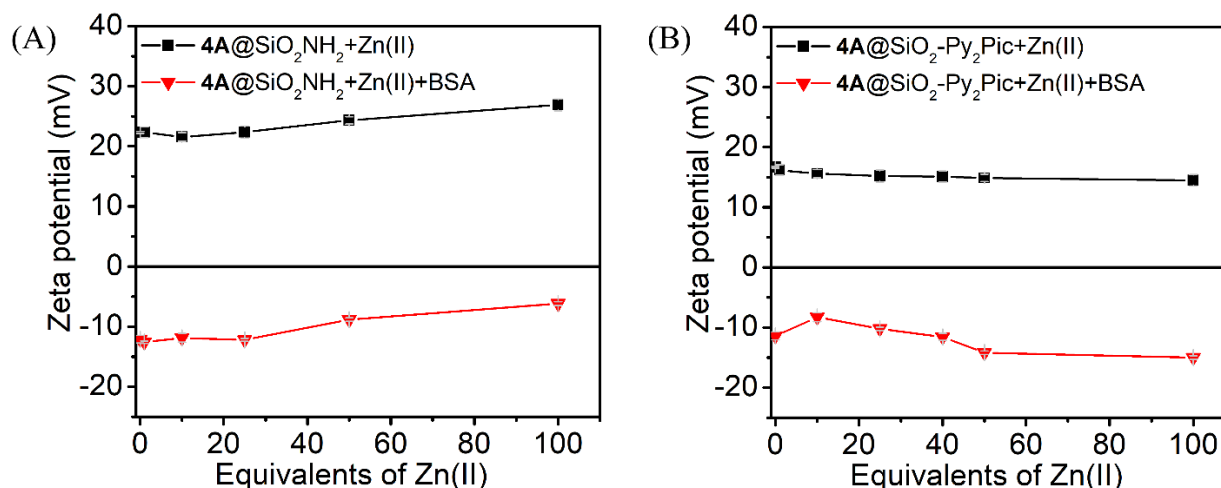 (A)
4A@SiO₂NH₂+Zn(II)
4A@SiO₂NH₂+Zn(II)+BSA
Zeta potential (mV)
40
30
20
10
0
-10
-20
0 20 40 60 80 100
Equivalents of Zn(II)
(B)
4A@SiO₂-Py₂Pic+Zn(II)
4A@SiO₂-Py₂Pic+Zn(II)+BSA
Zeta potential (mV)
40
30
20
10
0
-10
-20
0 20 40 60 80 100
Equivalents of Zn(II)